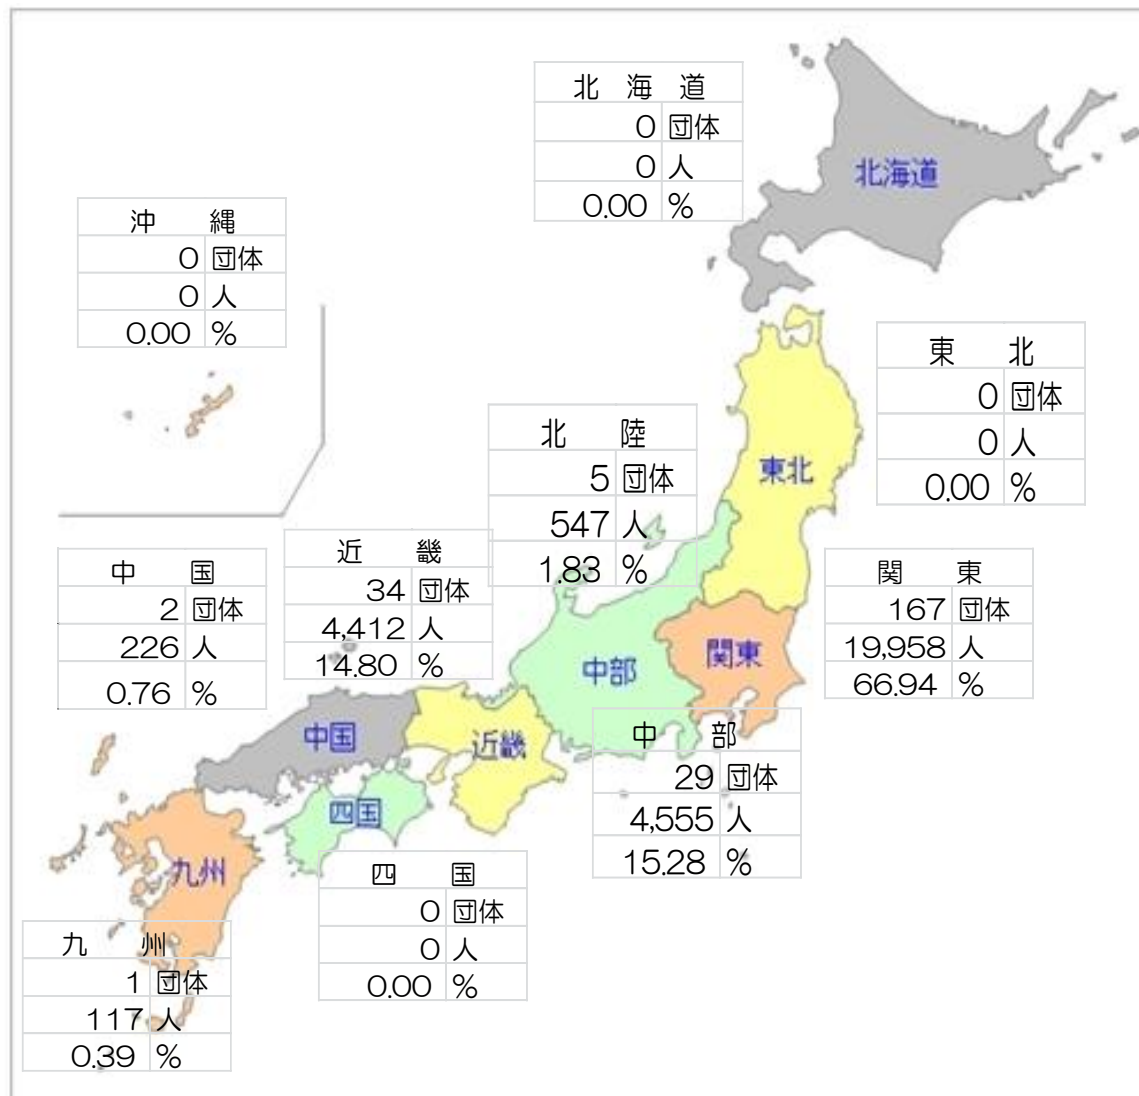 北 海 道
0 団体
0 人
0.00 %
北海道
沖 縄
0 団体
0 人
0.00 %
東 北
0 団体
0 人
0.00 %
東北
北 陸
5 団体
547 人
1.83 %
近 畿
34 団体
4,412 人
14.80 %
中 国
2 団体
226 人
0.76 %
関 東
167 団体
19,958 人
66.94 %
関東
中部
中 部
29 団体
4,555 人
15.28 %
中国
近畿
四国
九州
四 国
0 団体
0 人
0.00 %
九 州
1 団体
117 人
0.39 %